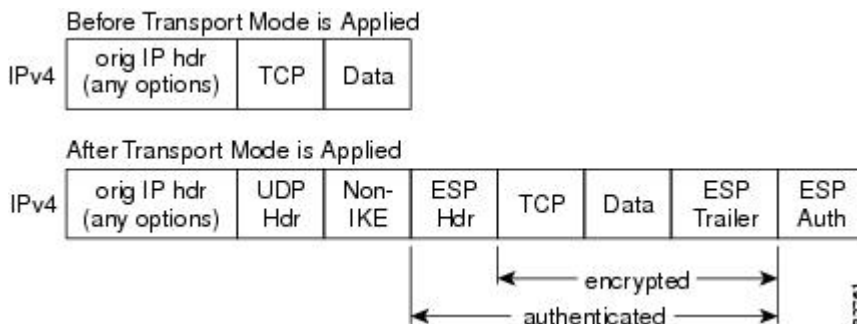 Before Transport Mode is Applied
IPv4
orig IP hdr
(any options)
TCP
Data
After Transport Mode is Applied
IPv4
orig IP hdr
(any options)
UDP
Hdr
Non-
IKE
ESP
Hdr
TCP
Data
ESP
Trailer
ESP
Auth
encrypted
authenticated